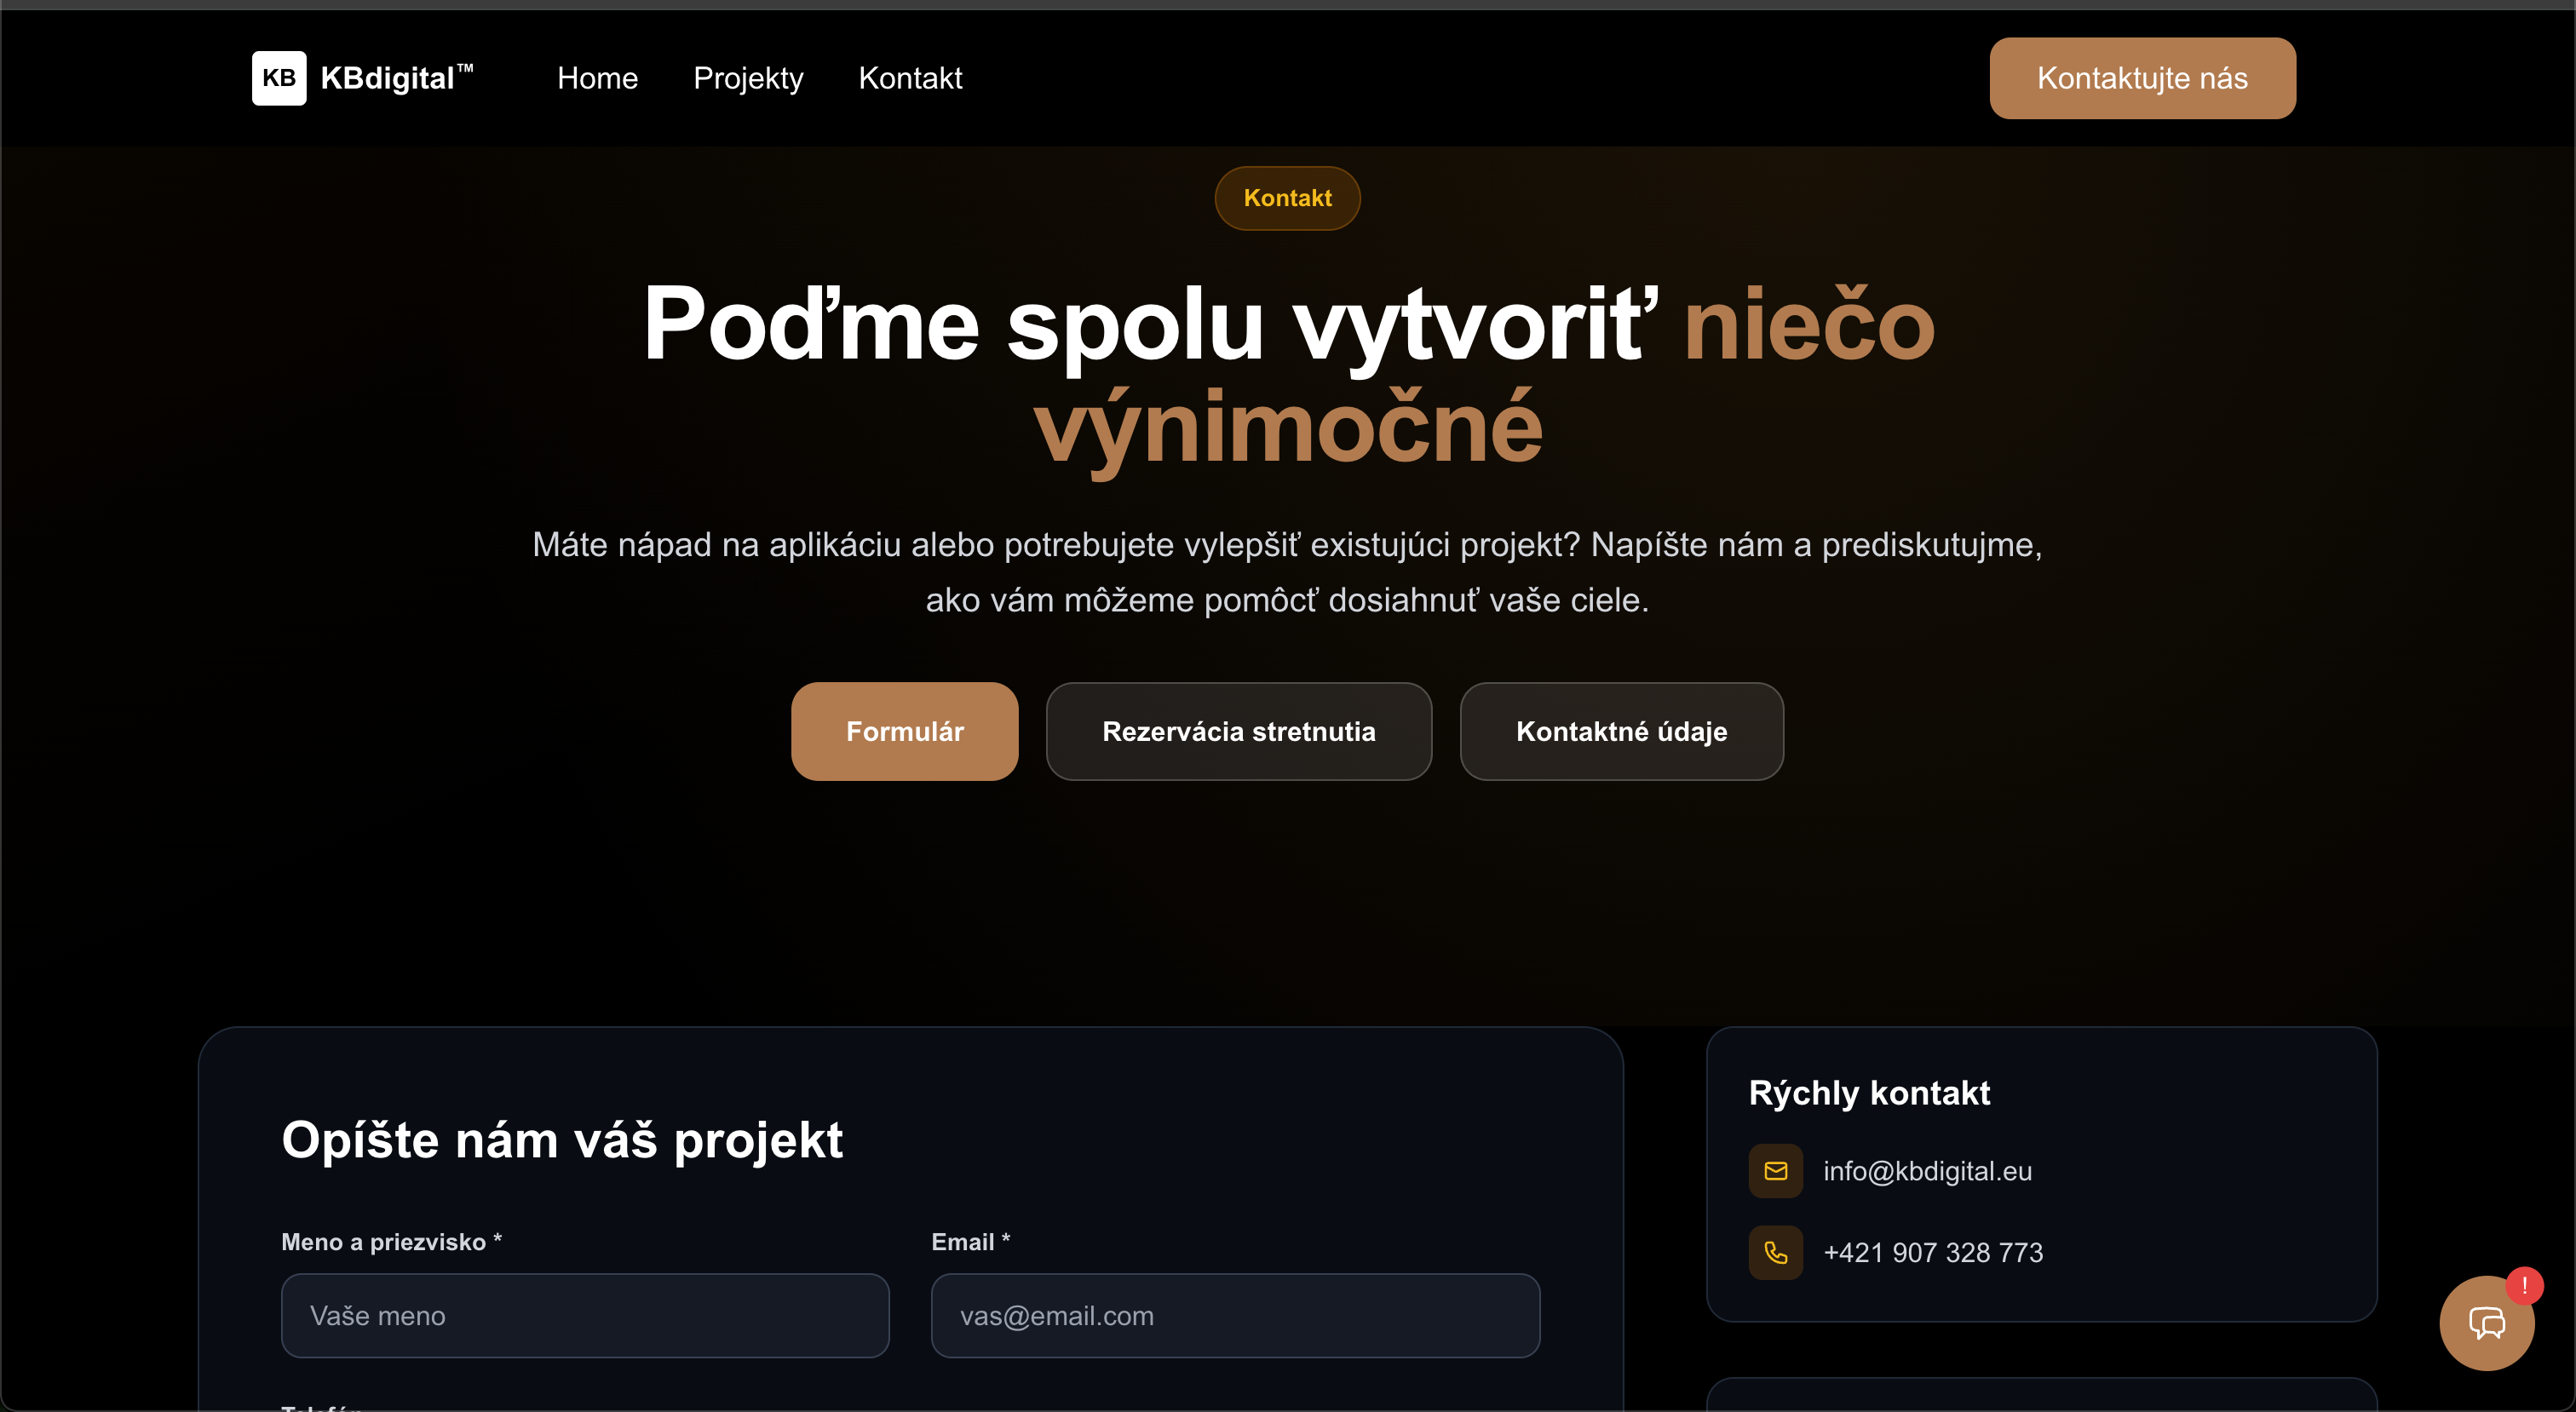 KB KBdigital™ Home Projekty Kontakt Kontaktujte nás
Kontakt
Poďme spolu vytvoriť niečo
výnimočné
Máte nápad na aplikáciu alebo potrebujete vylepšiť existujúci projekt? Napíšte nám a prediskutujme,
ako vám môžeme pomôcť dosiahnuť vaše ciele.
Formulár Rezervácia stretnutia Kontaktné údaje
Opíšte nám váš projekt
Meno a priezvisko * Email *
Vaše meno vas@email.com
Rýchly kontakt
info@kbdigital.eu
+421 907 328 773
!